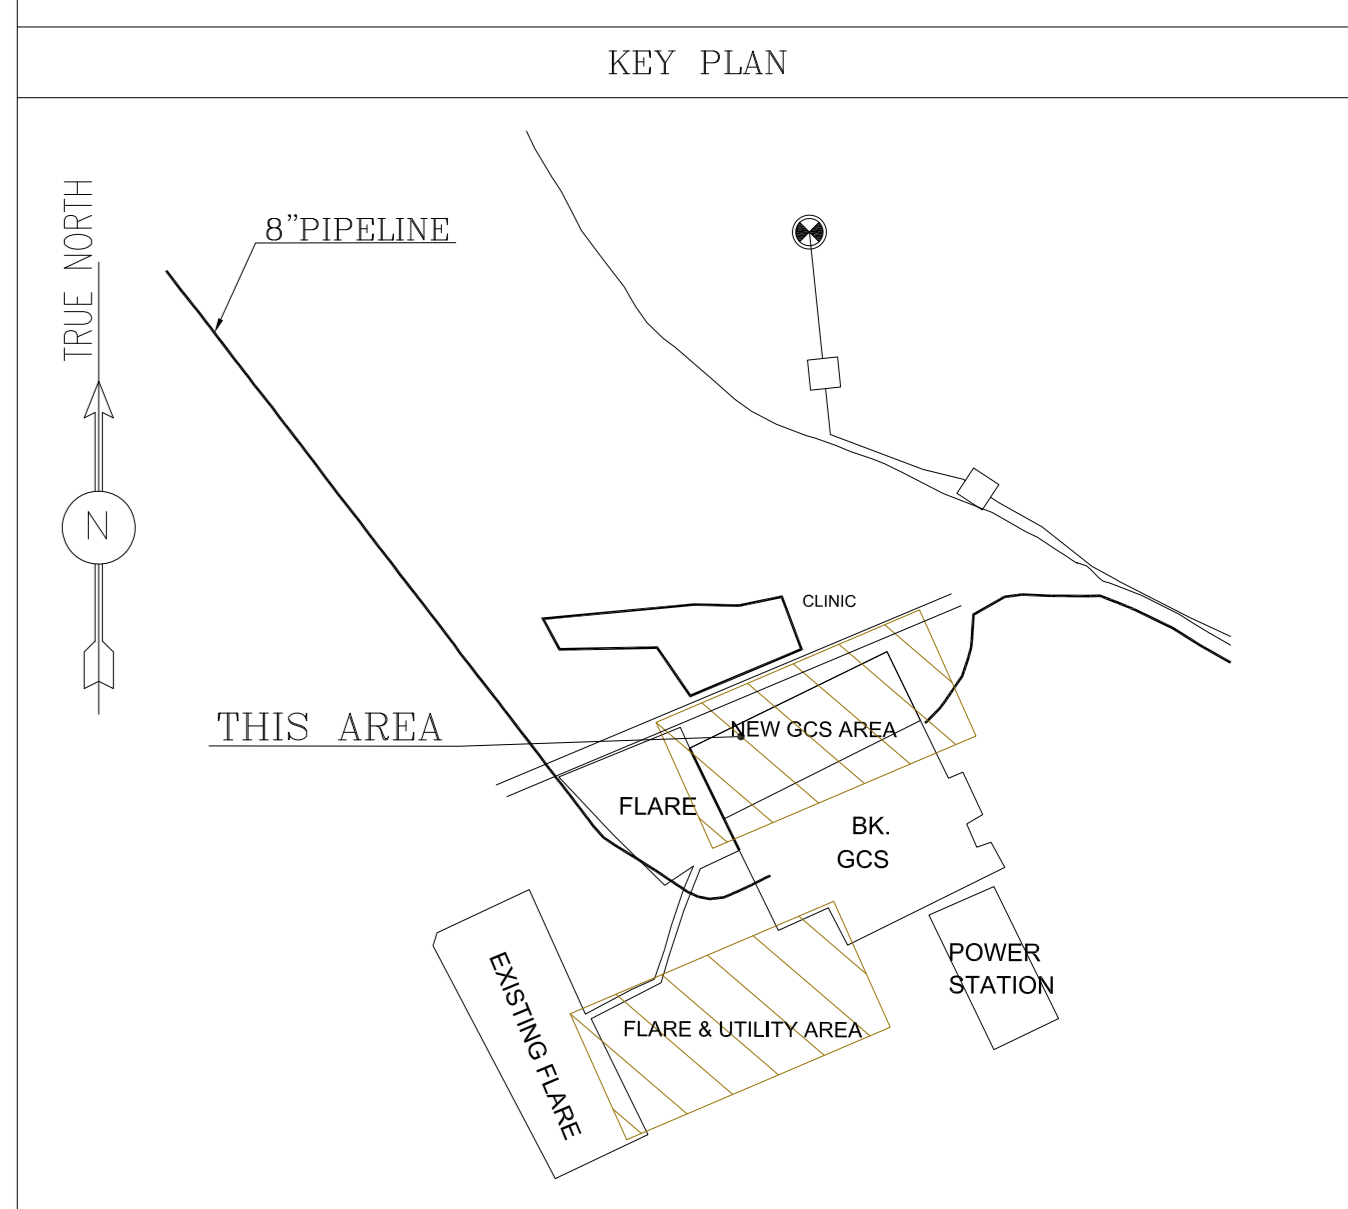 KEY PLAN
TRUE NORTH
N
8"PIPELINE
CLINIC
THIS AREA
NEW GCS AREA
FLARE
BK.
GCS
POWER
STATION
EXISTING FLARE
FLARE & UTILITY AREA